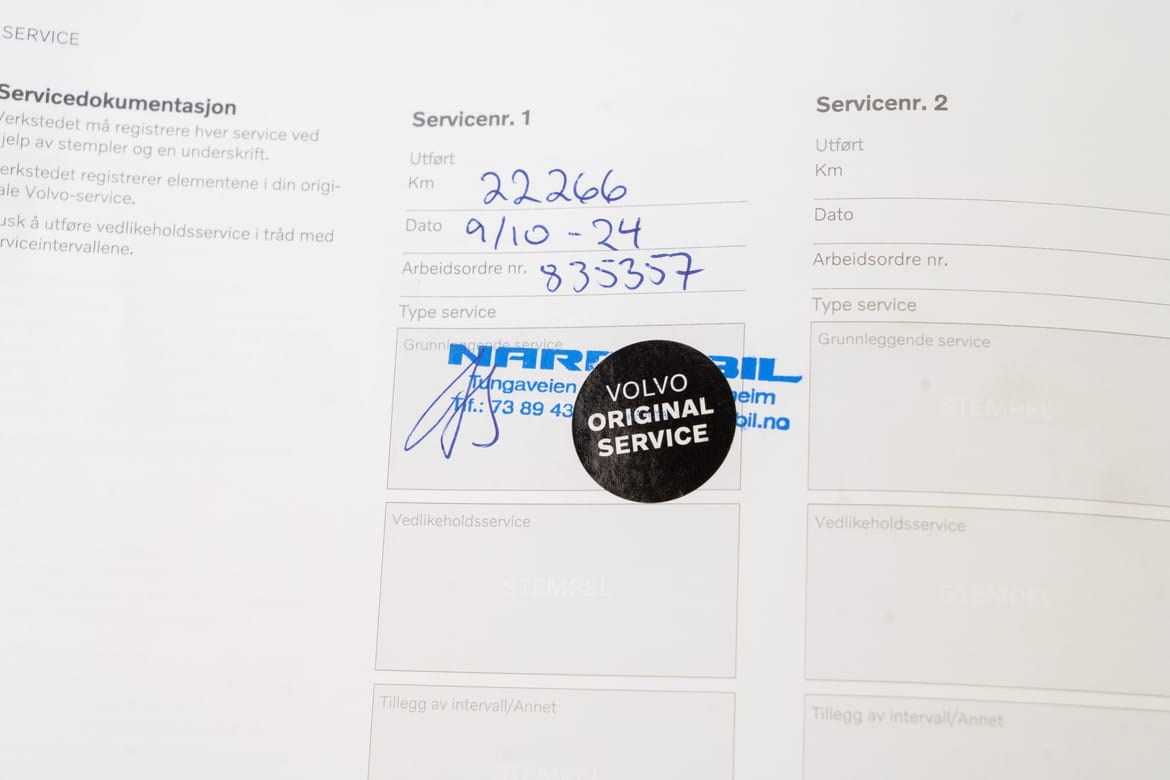 SERVICE
Servicedokumentasjon
Verkstedet må registrere hver service ved
jelp av stempler og en underskrift.
erkstedet registrerer elementene i din origi-
ale Volvo-service.
usk å utføre vedlikeholdsservice i tråd med
rviceintervallene.
Servicenr. 1
Utført
Km 22266
Dato 9/10 - 24
Arbeidsordre nr. 835357
Type service
Grunnleggende service
Tungaveien
Tlf.: 73 89 43
eim
bil.no
VOLVO
ORIGINAL
SERVICE
Vedlikeholdsservice
STEMPEL
Tillegg av intervall/Annet
STEMPEL
Servicenr. 2
Utført
Km
Dato
Arbeidsordre nr.
Type service
Grunnleggende service
STEMPEL
Vedlikeholdsservice
STEMPEL
Tillegg av intervall/Annet